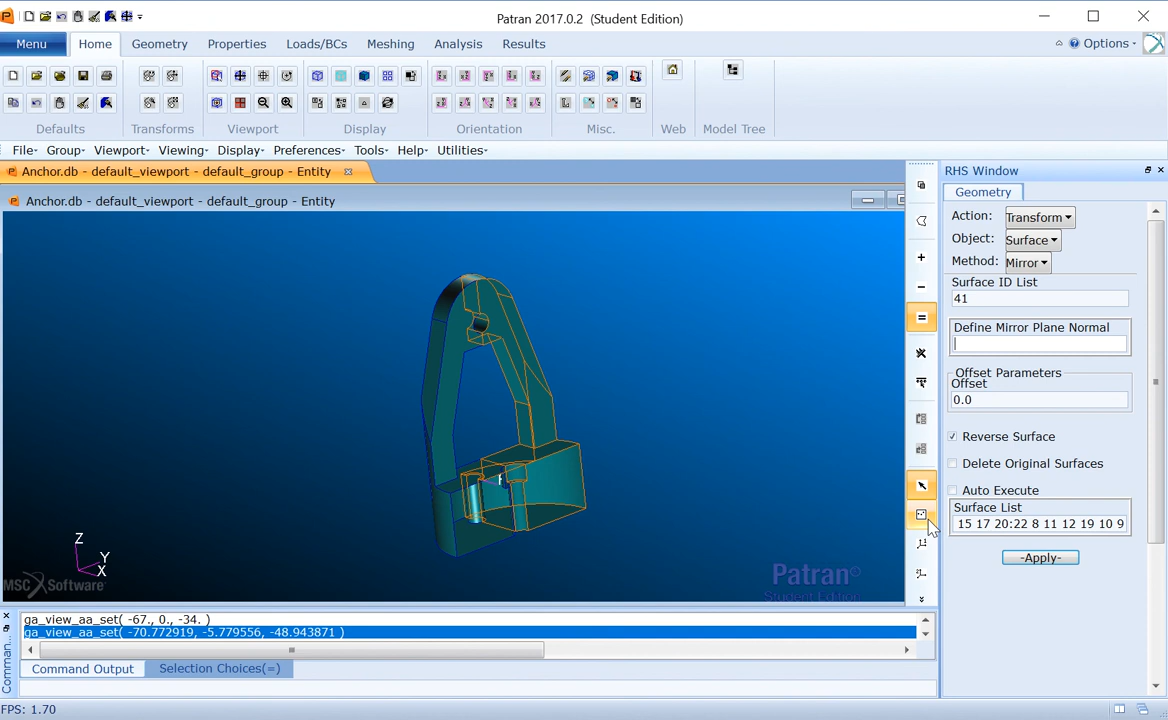 Patran 2017.0.2 (Student Edition)
Menu Home Geometry Properties Loads/BCs Meshing Analysis Results Options
Defaults Transforms Viewport Display Orientation Misc. Web Model Tree
File Group Viewport Viewing Display Preferences Tools Help Utilities
Anchor.db - default_viewport - default_group - Entity
RHS Window
Anchor.db - default_viewport - default_group - Entity
Geometry
Action: Transform
Object: Surface
Method: Mirror
Surface ID List
41
Define Mirror Plane Normal
Offset Parameters
Offset
0.0
Reverse Surface
Delete Original Surfaces
Auto Execute
Surface List
15 17 20:22 8 11 12 19 10 9
-Apply-
Z
Y
X
MSC Software
Patran
Student Edition
ga_view_aa_set( -67., 0., -34. )
ga_view_aa_set( -70.772919, -5.779556, -48.943871 )
Comman...
Command Output Selection Choices(=)
FPS: 1.70